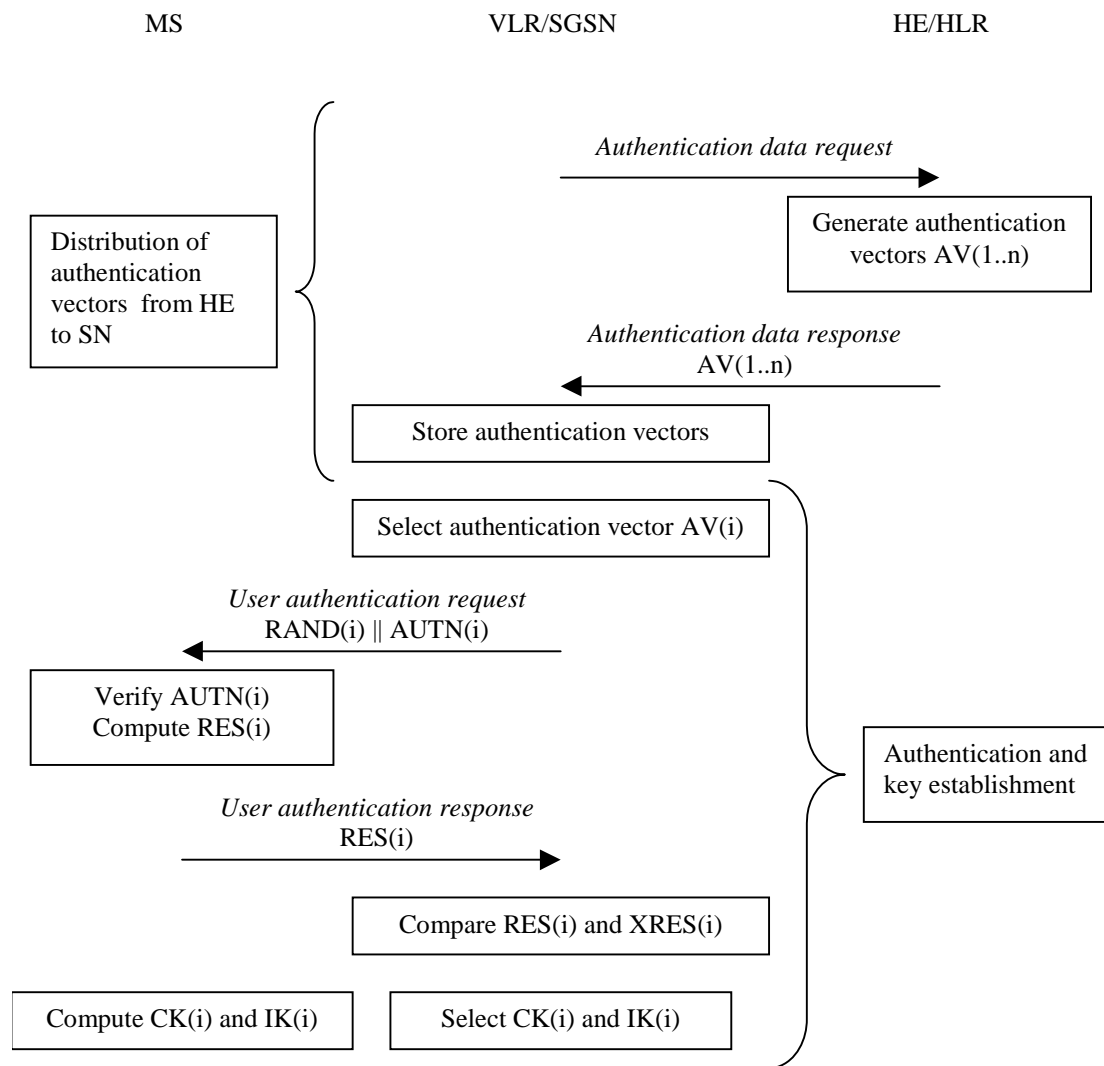 MS
VLR/SGSN
HE/HLR
Authentication data request
Generate authentication
vectors AV(1..n)
Distribution of
authentication
vectors from HE
to SN
Authentication data response
AV(1..n)
Store authentication vectors
Select authentication vector AV(i)
User authentication request
RAND(i) || AUTN(i)
Verify AUTN(i)
Compute RES(i)
Authentication and
key establishment
User authentication response
RES(i)
Compare RES(i) and XRES(i)
Compute CK(i) and IK(i)
Select CK(i) and IK(i)